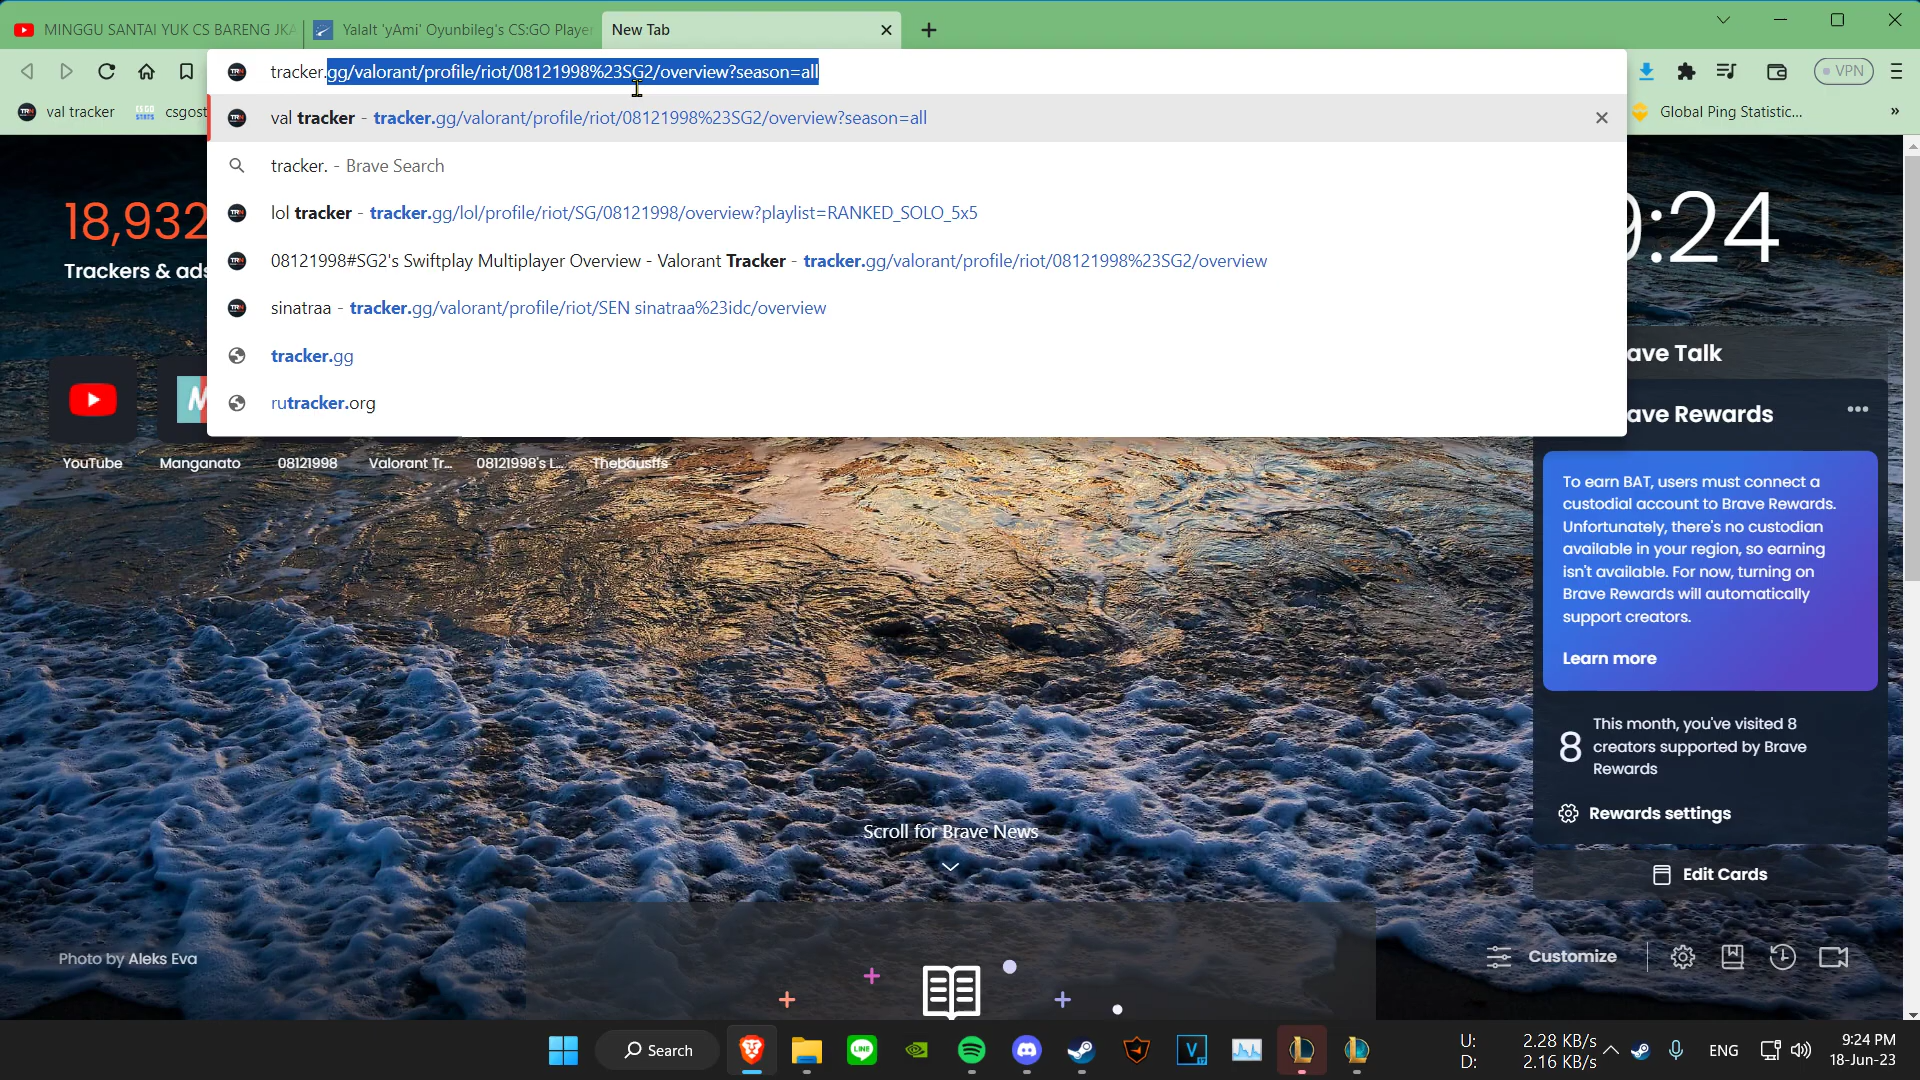 MINGGU SANTAI YUK CS BARENG JKA
Yalalt 'yAmi' Oyunbileg's CS:GO Player
New Tab
tracker.gg/valorant/profile/riot/08121998%23SG2/overview?season=all
VPN
val tracker
csgost
Global Ping Statistic...
»
val tracker - tracker.gg/valorant/profile/riot/08121998%23SG2/overview?season=all
tracker. - Brave Search
lol tracker - tracker.gg/lol/profile/riot/SG/08121998/overview?playlist=RANKED_SOLO_5x5
08121998#SG2's Swiftplay Multiplayer Overview - Valorant Tracker - tracker.gg/valorant/profile/riot/08121998%23SG2/overview
sinatraa - tracker.gg/valorant/profile/riot/SEN sinatraa%23idc/overview
tracker.gg
rutracker.org
18,932
Trackers & ads
9:24
ave Talk
ave Rewards
YouTube
Manganato
08121998
Valorant Tr...
08121998's L...
Thebausffs
To earn BAT, users must connect a
custodial account to Brave Rewards.
Unfortunately, there's no custodian
available in your region, so earning
isn't available. For now, turning on
Brave Rewards will automatically
support creators.
Learn more
8
This month, you've visited 8
creators supported by Brave
Rewards
Rewards settings
Scroll for Brave News
Edit Cards
Photo by Aleks Eva
Customize
Search
U: 2.28 KB/s
D: 2.16 KB/s
ENG
9:24 PM
18-Jun-23